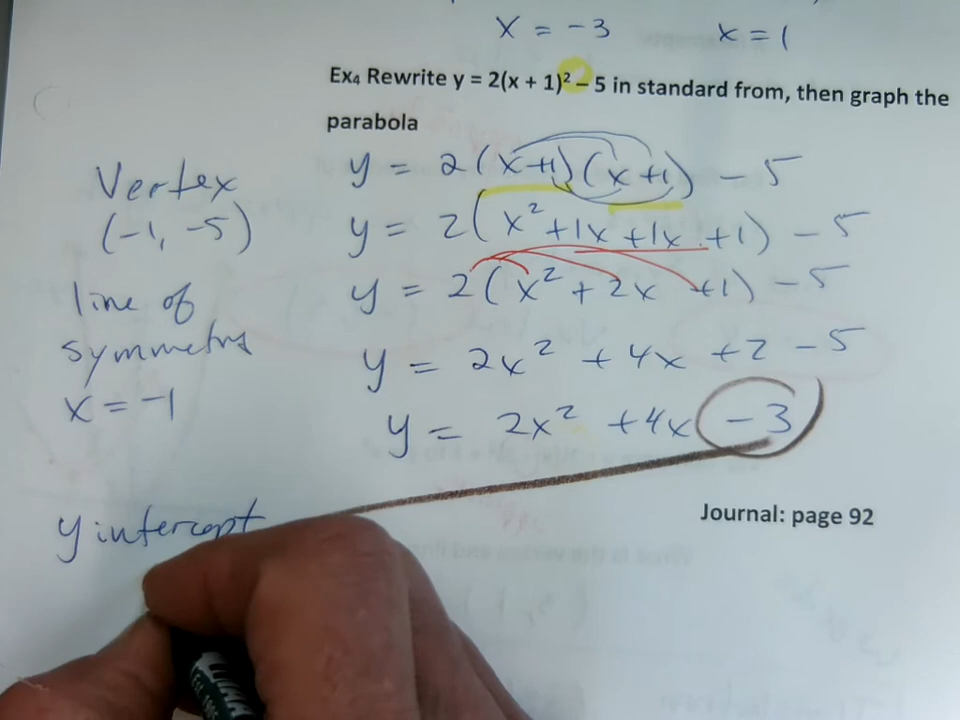 x = -3 x = 1
Ex4 Rewrite y = 2(x + 1)² – 5 in standard from, then graph the
parabola
y = 2(x+1)(x+1) - 5
y = 2(x² +1x +1x +1) - 5
y = 2(x² + 2x +1) - 5
y = 2x² +4x +2 -5
y = 2x² +4x -3
Vertex
(-1, -5)
line of
symmetry
x = -1
y intercept
Journal: page 92